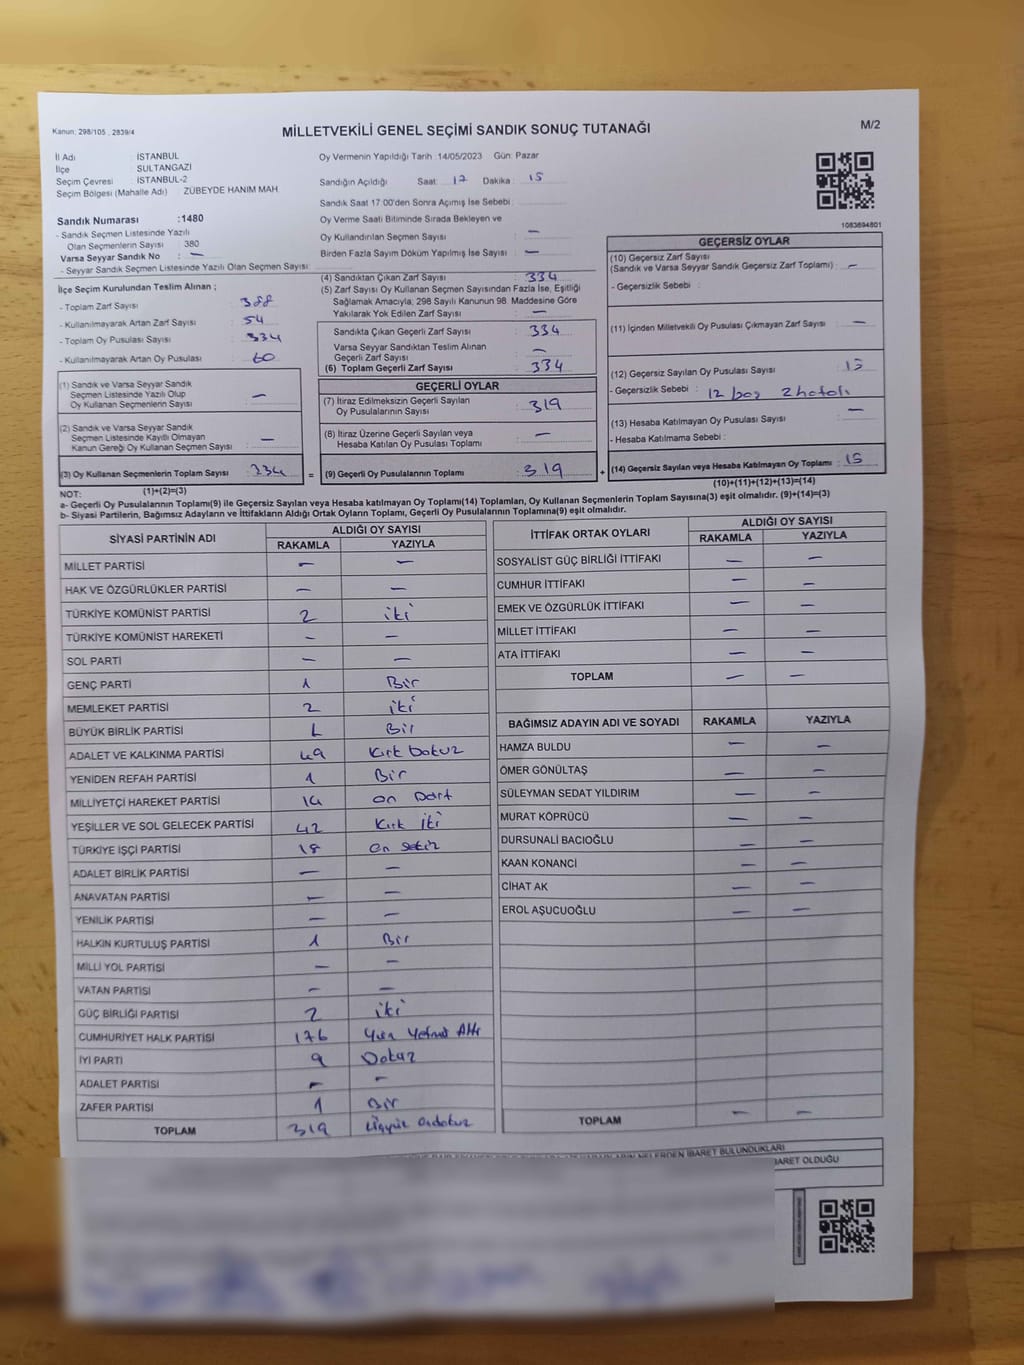 Kanun: 298/105 , 2839/4
MİLLETVEKİLİ GENEL SEÇİMİ SANDIK SONUÇ TUTANAĞI
M/2
İl Adı : İSTANBUL
İlçe : SULTANGAZİ
Seçim Çevresi : İSTANBUL-2
Seçim Bölgesi (Mahalle Adı) : ZÜBEYDE HANIM MAH.
Oy Vermenin Yapıldığı Tarih :14/05/2023 Gün: Pazar
Sandığın Açıldığı Saat: 17 Dakika : 15
Sandık Saat 17:00'den Sonra Açımış İse Sebebi :
Oy Verme Saati Bitiminde Sırada Bekleyen ve
Oy Kullandırılan Seçmen Sayısı : —
Birden Fazla Sayım Döküm Yapılmış İse Sayısı : —
1083694801
Sandık Numarası :1480
- Sandık Seçmen Listesinde Yazılı
Olan Seçmenlerin Sayısı : 380
Varsa Seyyar Sandık No : —
- Seyyar Sandık Seçmen Listesinde Yazılı Olan Seçmen Sayısı :
İlçe Seçim Kurulundan Teslim Alınan ;
- Toplam Zarf Sayısı : 388
- Kullanılmayarak Artan Zarf Sayısı : 54
- Toplam Oy Pusulası Sayısı : 334
- Kullanılmayarak Artan Oy Pusulası : 60
(1) Sandık ve Varsa Seyyar Sandık
Seçmen Listesinde Yazılı Olup
Oy Kullanan Seçmenlerin Sayısı : —
(2) Sandık ve Varsa Seyyar Sandık
Seçmen Listesinde Kayıtlı Olmayan
Kanun Gereği Oy Kullanan Seçmen Sayısı : —
(3) Oy Kullanan Seçmenlerin Toplam Sayısı : 334 =
(1)+(2)=(3)
(4) Sandıktan Çıkan Zarf Sayısı : 334
(5) Zarf Sayısı Oy Kullanan Seçmen Sayısından Fazla İse, Eşitliği
Sağlamak Amacıyla; 298 Sayılı Kanunun 98. Maddesine Göre
Yakılarak Yok Edilen Zarf Sayısı : —
Sandıkta Çıkan Geçerli Zarf Sayısı : 334
Varsa Seyyar Sandıktan Teslim Alınan
Geçerli Zarf Sayısı : —
(6) Toplam Geçerli Zarf Sayısı : 334
GEÇERLİ OYLAR
(7) İtiraz Edilmeksizin Geçerli Sayılan
Oy Pusulalarının Sayısı : 319
(8) İtiraz Üzerine Geçerli Sayılan veya
Hesaba Katılan Oy Pusulası Toplamı : —
(9) Geçerli Oy Pusulalarının Toplamı : 319 +
GEÇERSİZ OYLAR
(10) Geçersiz Zarf Sayısı
(Sandık ve Varsa Seyyar Sandık Geçersiz Zarf Toplamı) : —
- Geçersizlik Sebebi :
(11) İçinden Milletvekili Oy Pusulası Çıkmayan Zarf Sayısı : —
(12) Geçersiz Sayılan Oy Pusulası Sayısı : 15
- Geçersizlik Sebebi : 12 boş 2 hatalı
(13) Hesaba Katılmayan Oy Pusulası Sayısı : —
- Hesaba Katılmama Sebebi :
(14) Geçersiz Sayılan veya Hesaba Katılmayan Oy Toplamı : 15
(10)+(11)+(12)+(13)=(14)
NOT:
a- Geçerli Oy Pusulalarının Toplamı(9) ile Geçersiz Sayılan veya Hesaba katılmayan Oy Toplamı(14) Toplamları, Oy Kullanan Seçmenlerin Toplam Sayısına(3) eşit olmalıdır. (9)+(14)=(3)
b- Siyasi Partilerin, Bağımsız Adayların ve İttifakların Aldığı Ortak Oyların Toplamı, Geçerli Oy Pusulalarının Toplamına(9) eşit olmalıdır.
SİYASİ PARTİNİN ADI ALDIĞI OY SAYISI
RAKAMLA YAZIYLA
MİLLET PARTİSİ — —
HAK VE ÖZGÜRLÜKLER PARTİSİ — —
TÜRKİYE KOMÜNİST PARTİSİ 2 iki
TÜRKİYE KOMÜNİST HAREKETİ — —
SOL PARTİ — —
GENÇ PARTİ 1 Bir
MEMLEKET PARTİSİ 2 iki
BÜYÜK BİRLİK PARTİSİ 1 Bir
ADALET VE KALKINMA PARTİSİ 49 Kırk Dokuz
YENİDEN REFAH PARTİSİ 1 Bir
MİLLİYETÇİ HAREKET PARTİSİ 14 on Dört
YEŞİLLER VE SOL GELECEK PARTİSİ 42 Kırk İki
TÜRKİYE İŞÇİ PARTİSİ 18 on sekiz
ADALET BİRLİK PARTİSİ — —
ANAVATAN PARTİSİ — —
YENİLİK PARTİSİ — —
HALKIN KURTULUŞ PARTİSİ 1 Bir
MİLLİ YOL PARTİSİ — —
VATAN PARTİSİ — —
GÜÇ BİRLİĞİ PARTİSİ 2 iki
CUMHURİYET HALK PARTİSİ 176 Yüz Yetmiş Altı
İYİ PARTİ 9 Dokuz
ADALET PARTİSİ — —
ZAFER PARTİSİ 1 Bir
TOPLAM 319 Üçyüz Ondokuz
İTTİFAK ORTAK OYLARI ALDIĞI OY SAYISI
RAKAMLA YAZIYLA
SOSYALİST GÜÇ BİRLİĞİ İTTİFAKI — —
CUMHUR İTTİFAKI — —
EMEK VE ÖZGÜRLÜK İTTİFAKI — —
MİLLET İTTİFAKI — —
ATA İTTİFAKI — —
TOPLAM — —
BAĞIMSIZ ADAYIN ADI VE SOYADI RAKAMLA YAZIYLA
HAMZA BULDU — —
ÖMER GÖNÜLTAŞ — —
SÜLEYMAN SEDAT YILDIRIM — —
MURAT KÖPRÜCÜ — —
DURSUNALİ BACIOĞLU — —
KAAN KONANCİ — —
CİHAT AK — —
EROL AŞUCUOĞLU — —
TOPLAM — —
NELERDEN İBARET BULUNDUKLARI
İBARET OLDUĞU